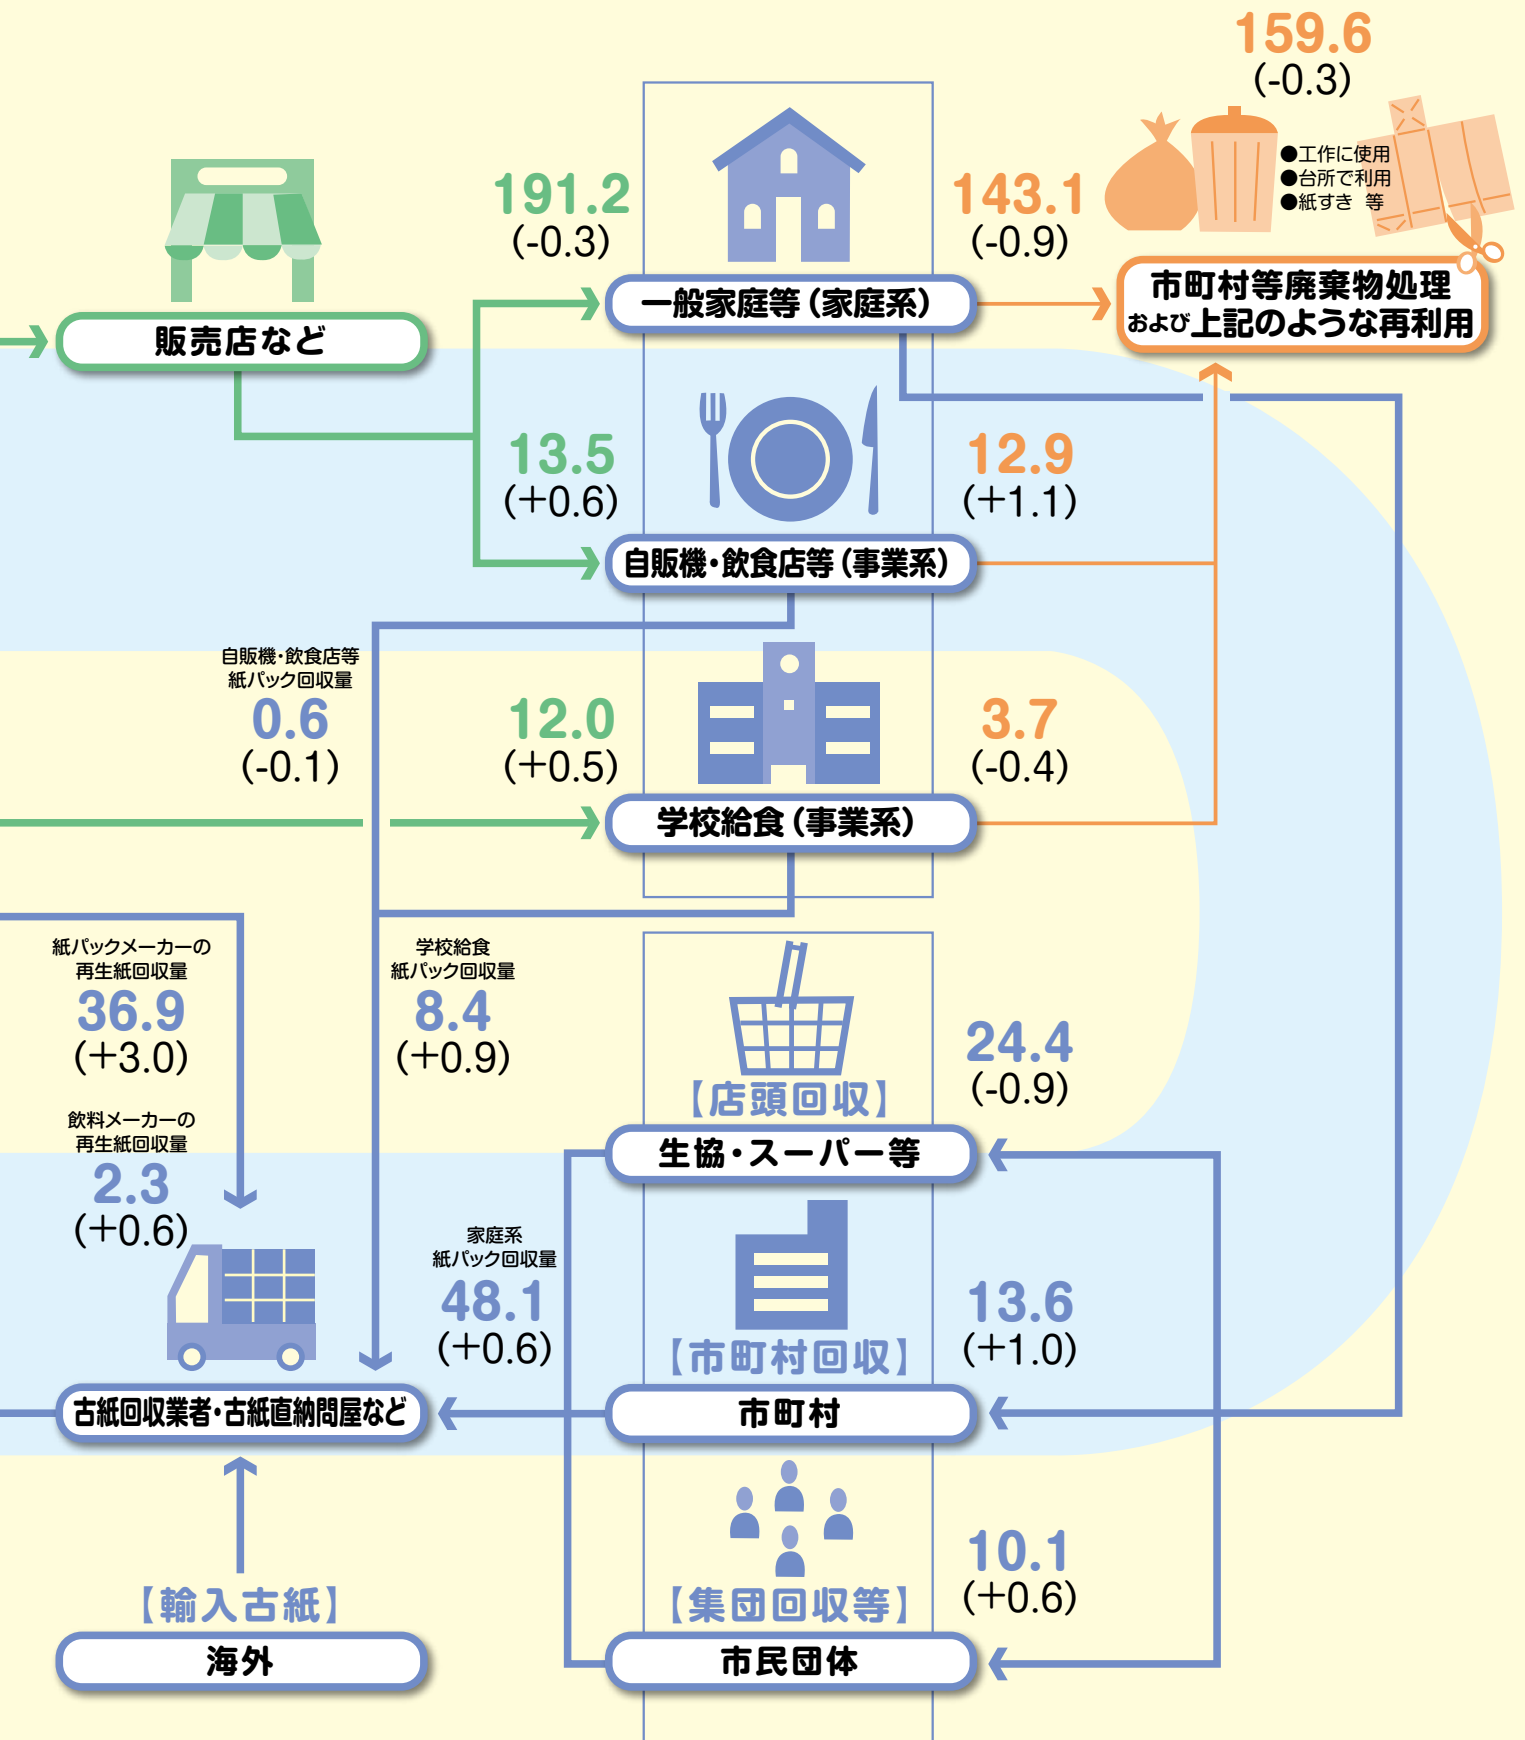 159.6
(-0.3)
●工作に使用
●台所で利用
●紙すき 等
市町村等廃棄物処理
および上記のような再利用
販売店など
191.2
(-0.3)
一般家庭等(家庭系)
143.1
(-0.9)
13.5
(+0.6)
自販機・飲食店等(事業系)
12.9
(+1.1)
自販機・飲食店等
紙パック回収量
0.6
(-0.1)
12.0
(+0.5)
学校給食(事業系)
3.7
(-0.4)
紙パックメーカーの
再生紙回収量
36.9
(+3.0)
学校給食
紙パック回収量
8.4
(+0.9)
飲料メーカーの
再生紙回収量
2.3
(+0.6)
【店頭回収】
生協・スーパー等
24.4
(-0.9)
家庭系
紙パック回収量
48.1
(+0.6)
【市町村回収】
市町村
13.6
(+1.0)
古紙回収業者・古紙直納問屋など
【輸入古紙】
海外
【集団回収等】
市民団体
10.1
(+0.6)